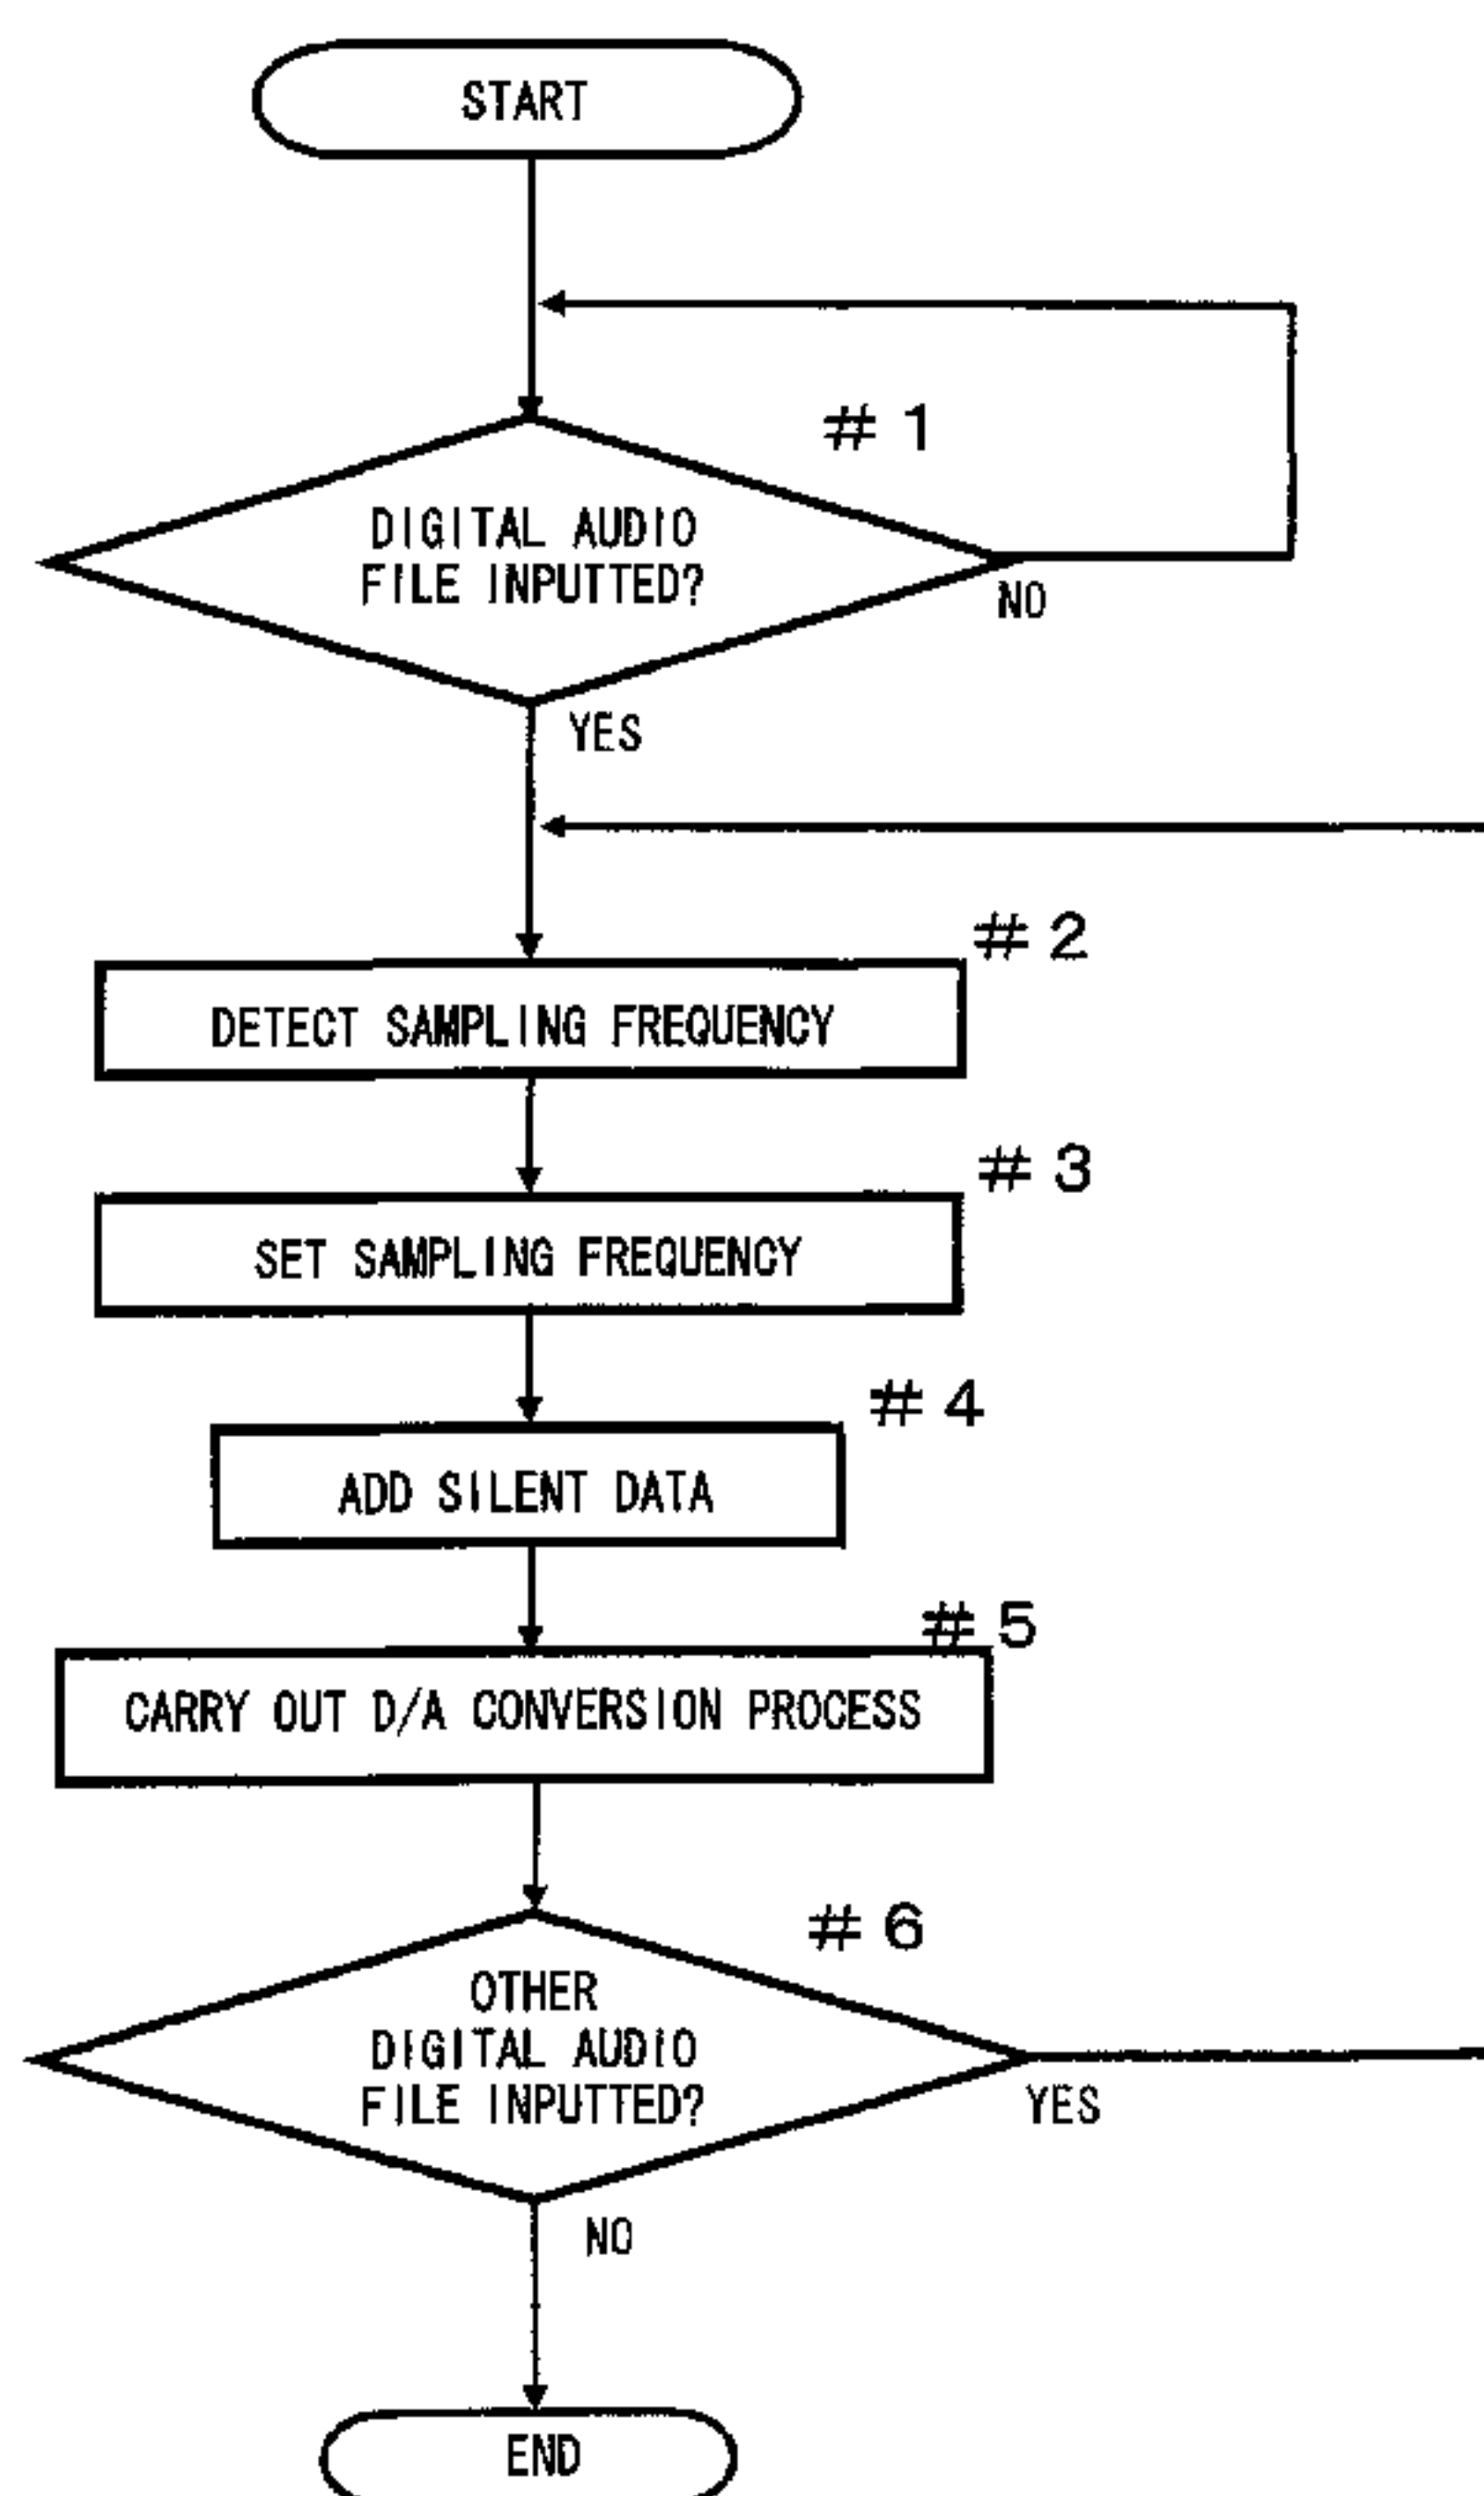 START
# 1
DIGITAL AUDIO
FILE INPUTTED?
NO
YES
# 2
DETECT SAMPLING FREQUENCY
# 3
SET SAMPLING FREQUENCY
# 4
ADD SILENT DATA
# 5
CARRY OUT D/A CONVERSION PROCESS
# 6
OTHER
DIGITAL AUDIO
FILE INPUTTED?
YES
NO
END